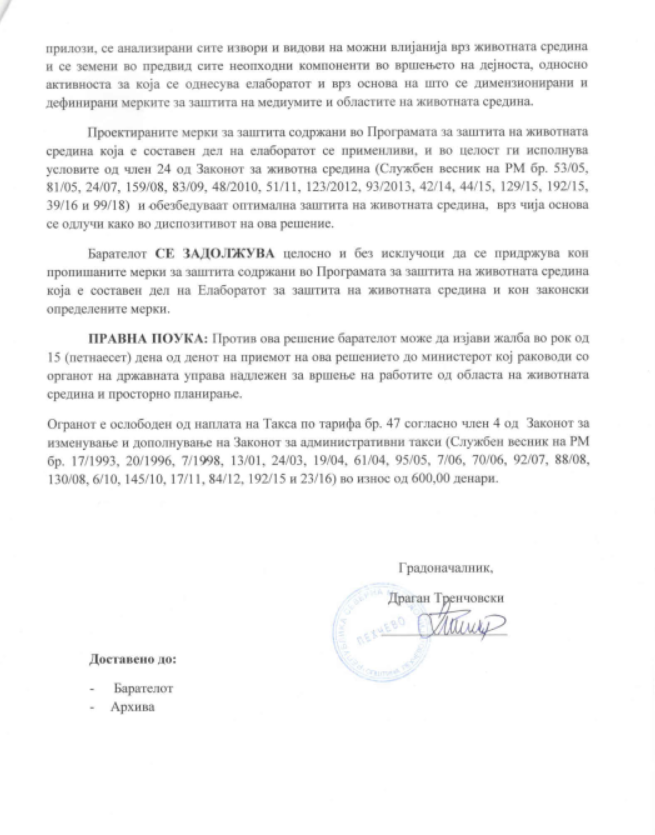 прилози, се анализирани сите извори и видови на можни влијанија врз животната средина
и се земени во предвид сите неопходни компоненти во вршењето на дејноста, односно
активноста за која се однесува елаборатот и врз основа на што се димензионирани и
дефинирани мерките за заштита на медиумите и областите на животната средина.
Проектираните мерки за заштита содржани во Програмата за заштита на животната
средина која е составен дел на елаборатот се применливи, и во целост ги исполнува
условите од член 24 од Законот за животна средина (Службен весник на РМ бр. 53/05,
81/05, 24/07, 159/08, 83/09, 48/2010, 51/11, 123/2012, 93/2013, 42/14, 44/15, 129/15, 192/15,
39/16 и 99/18) и обезбедуваат оптимална заштита на животната средина, врз чија основа
се одлучи како во диспозитивот на ова решение.
Барателот СЕ ЗАДОЛЖУВА целосно и без исклучоци да се придржува кон
пропишаните мерки за заштита содржани во Програмата за заштита на животната средина
која е составен дел на Елаборатот за заштита на животната средина и кон законски
определените мерки.
ПРАВНА ПОУКА: Против ова решение барателот може да изјави жалба во рок од
15 (петнаесет) дена од денот на приемот на ова решението до министерот кој раководи со
органот на државната управа надлежен за вршење на работите од областа на животната
средина и просторно планирање.
Огранот е ослободен од наплата на Такса по тарифа бр. 47 согласно член 4 од Законот за
изменување и дополнување на Законот за административни такси (Службен весник на РМ
бр. 17/1993, 20/1996, 7/1998, 13/01, 24/03, 19/04, 61/04, 95/05, 7/06, 70/06, 92/07, 88/08,
130/08, 6/10, 145/10, 17/11, 84/12, 192/15 и 23/16) во износ од 600,00 денари.
Градоначалник,
Драган Тренчовски
ПЕХЧЕВО
Доставено до:
- Барателот
- Архива